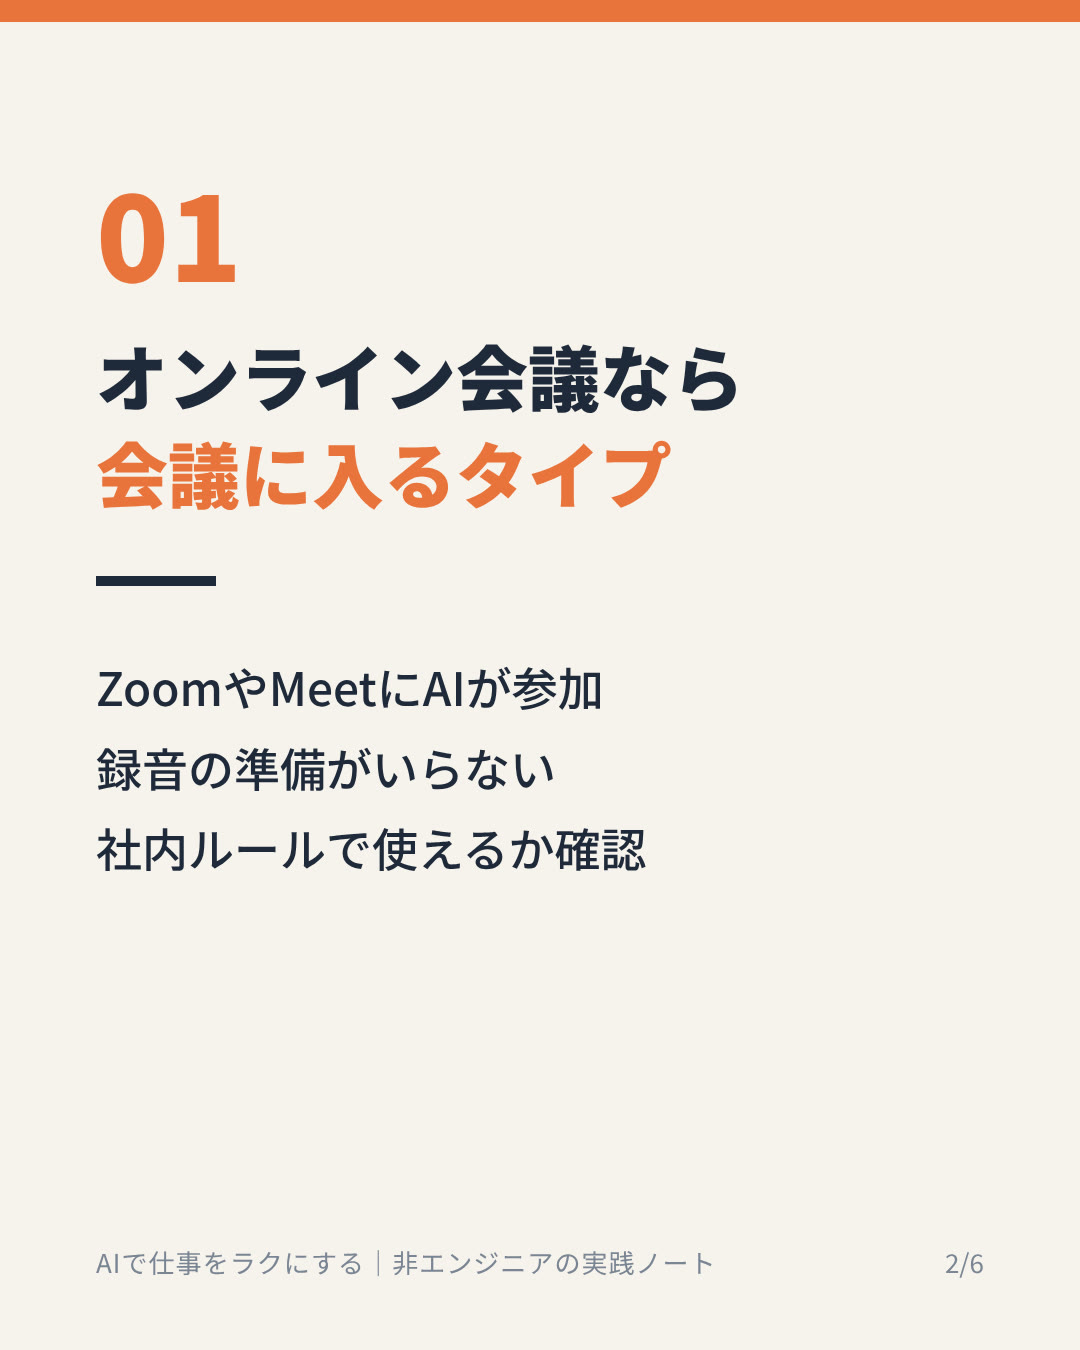 01
オンライン会議なら
会議に入るタイプ
ZoomやMeetにAIが参加
録音の準備がいらない
社内ルールで使えるか確認
AIで仕事をラクにする｜非エンジニアの実践ノート
2/6